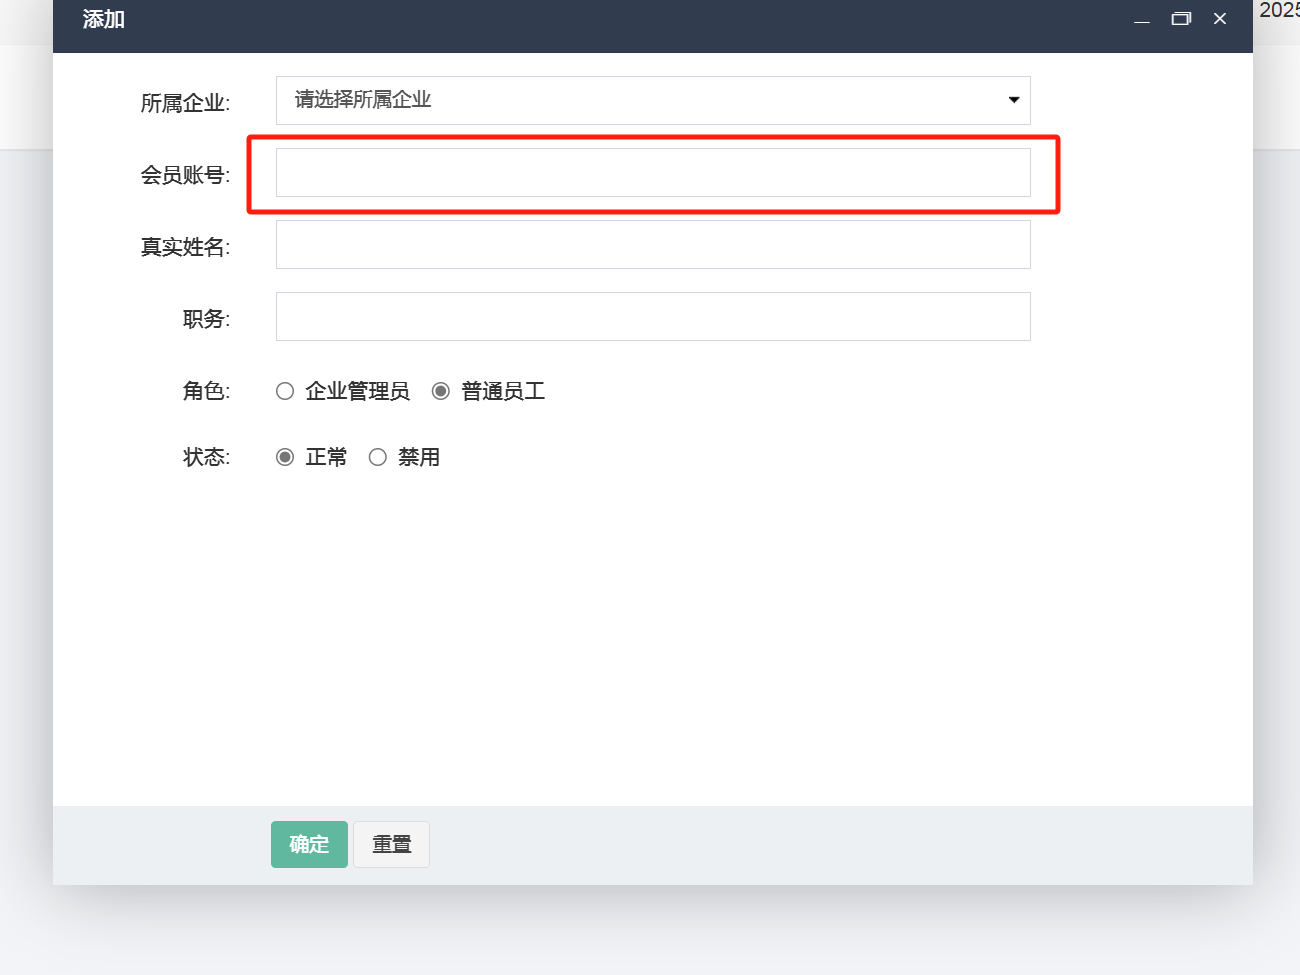 添加
2025
所属企业:
请选择所属企业
会员账号:
真实姓名:
职务:
角色: 企业管理员 普通员工
状态: 正常 禁用
确定 重置